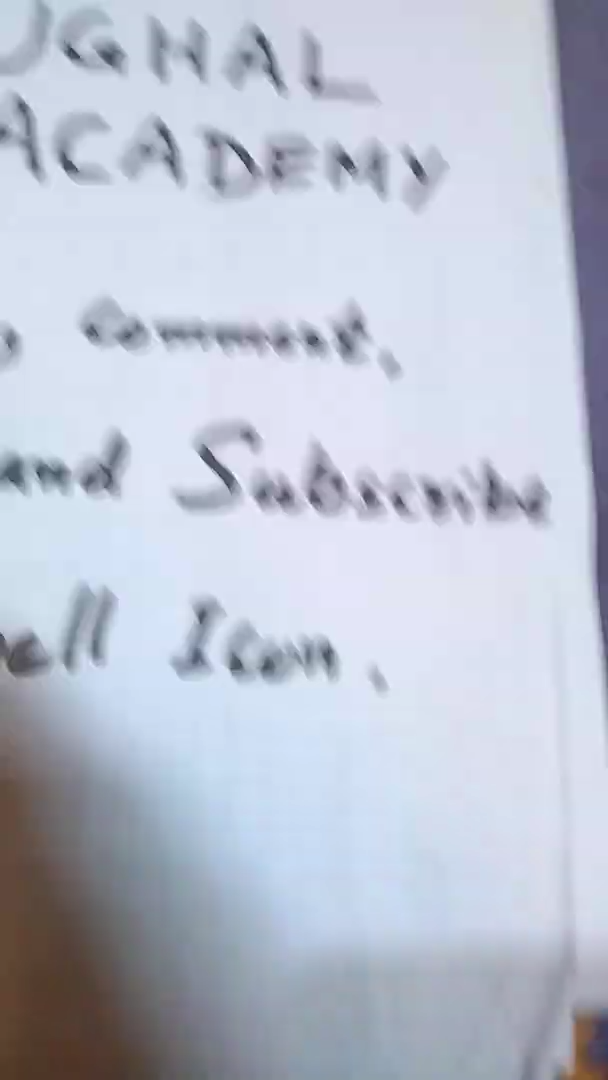 UGHAL
ACADEMY
, comment,
and Subscribe
ell Icon,